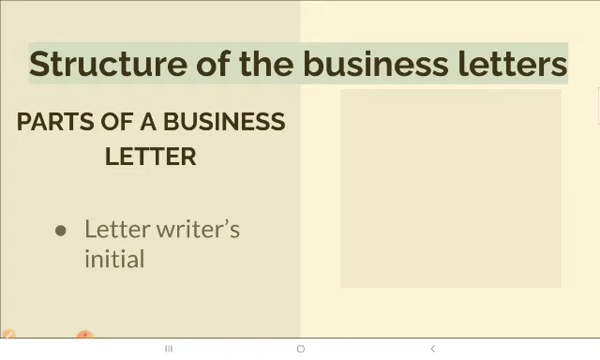 Structure of the business letters
PARTS OF A BUSINESS
LETTER
● Letter writer's
initial